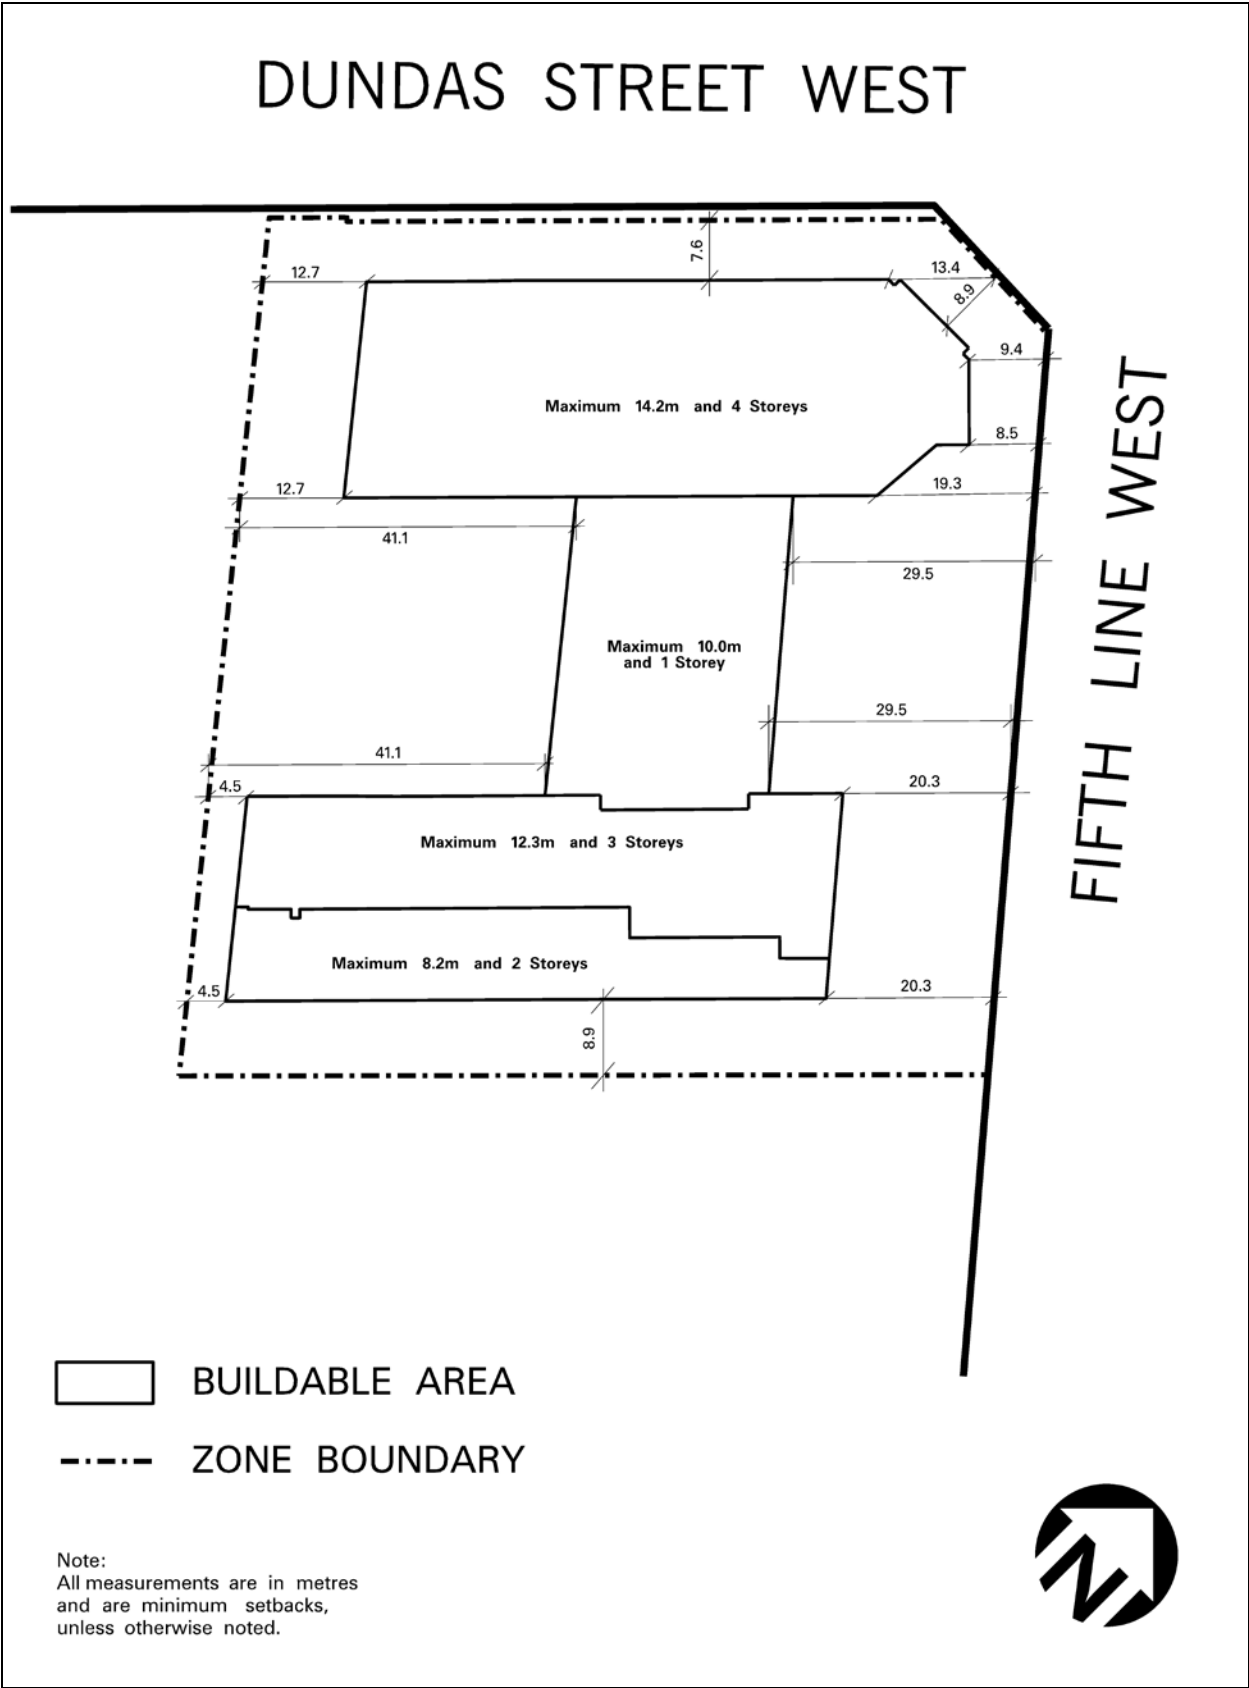 DUNDAS STREET WEST
7.6
12.7
13.4
8.9
9.4
Maximum 14.2m and 4 Storeys
8.5
12.7
19.3
41.1
29.5
FIFTH LINE WEST
Maximum 10.0m
and 1 Storey
29.5
41.1
4.5
20.3
Maximum 12.3m and 3 Storeys
Maximum 8.2m and 2 Storeys
4.5
20.3
8.9
BUILDABLE AREA
ZONE BOUNDARY
N
Note:
All measurements are in metres
and are minimum setbacks,
unless otherwise noted.